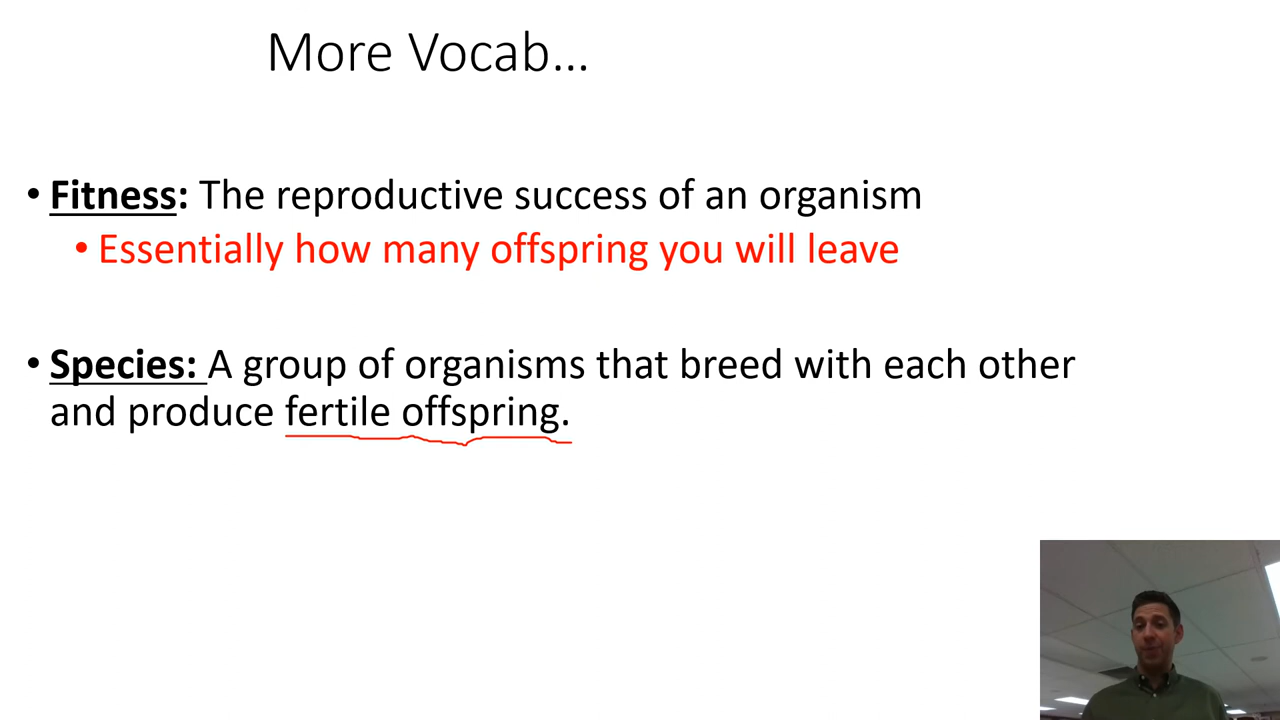 More Vocab...
• Fitness: The reproductive success of an organism
• Essentially how many offspring you will leave
• Species: A group of organisms that breed with each other
and produce fertile offspring.